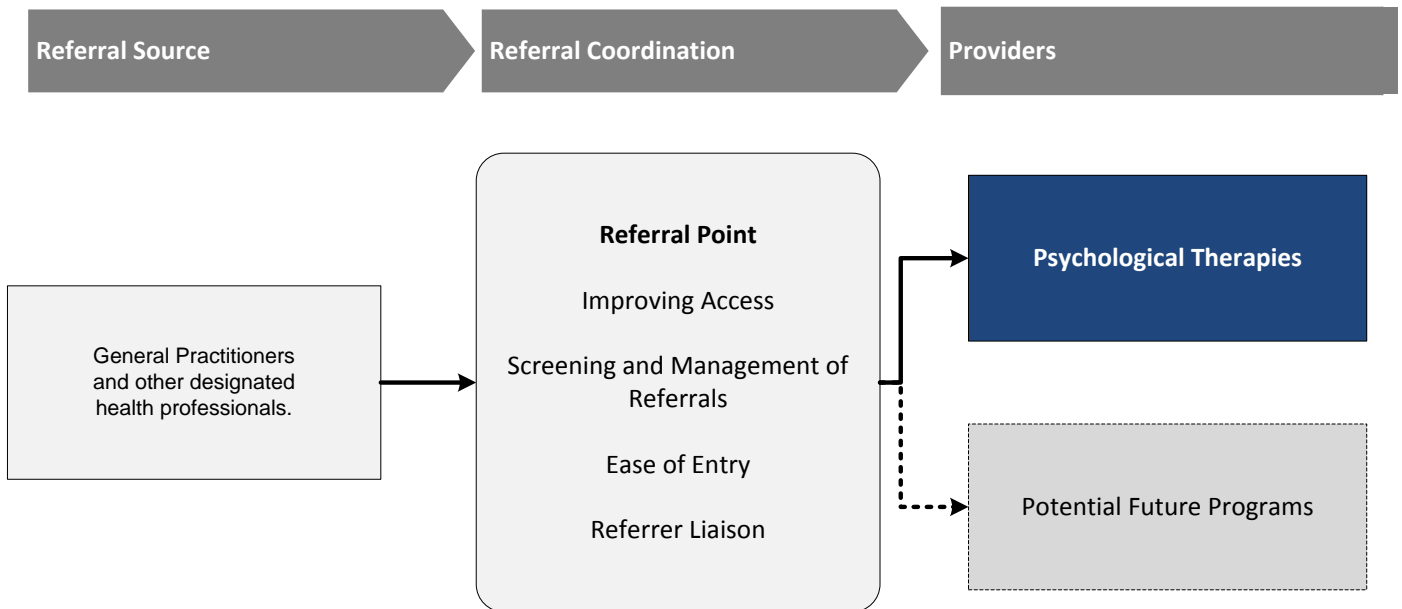 Referral Source
Referral Coordination
Providers
General Practitioners
and other designated
health professionals.
Referral Point
Improving Access
Screening and Management of
Referrals
Ease of Entry
Referrer Liaison
Psychological Therapies
Potential Future Programs